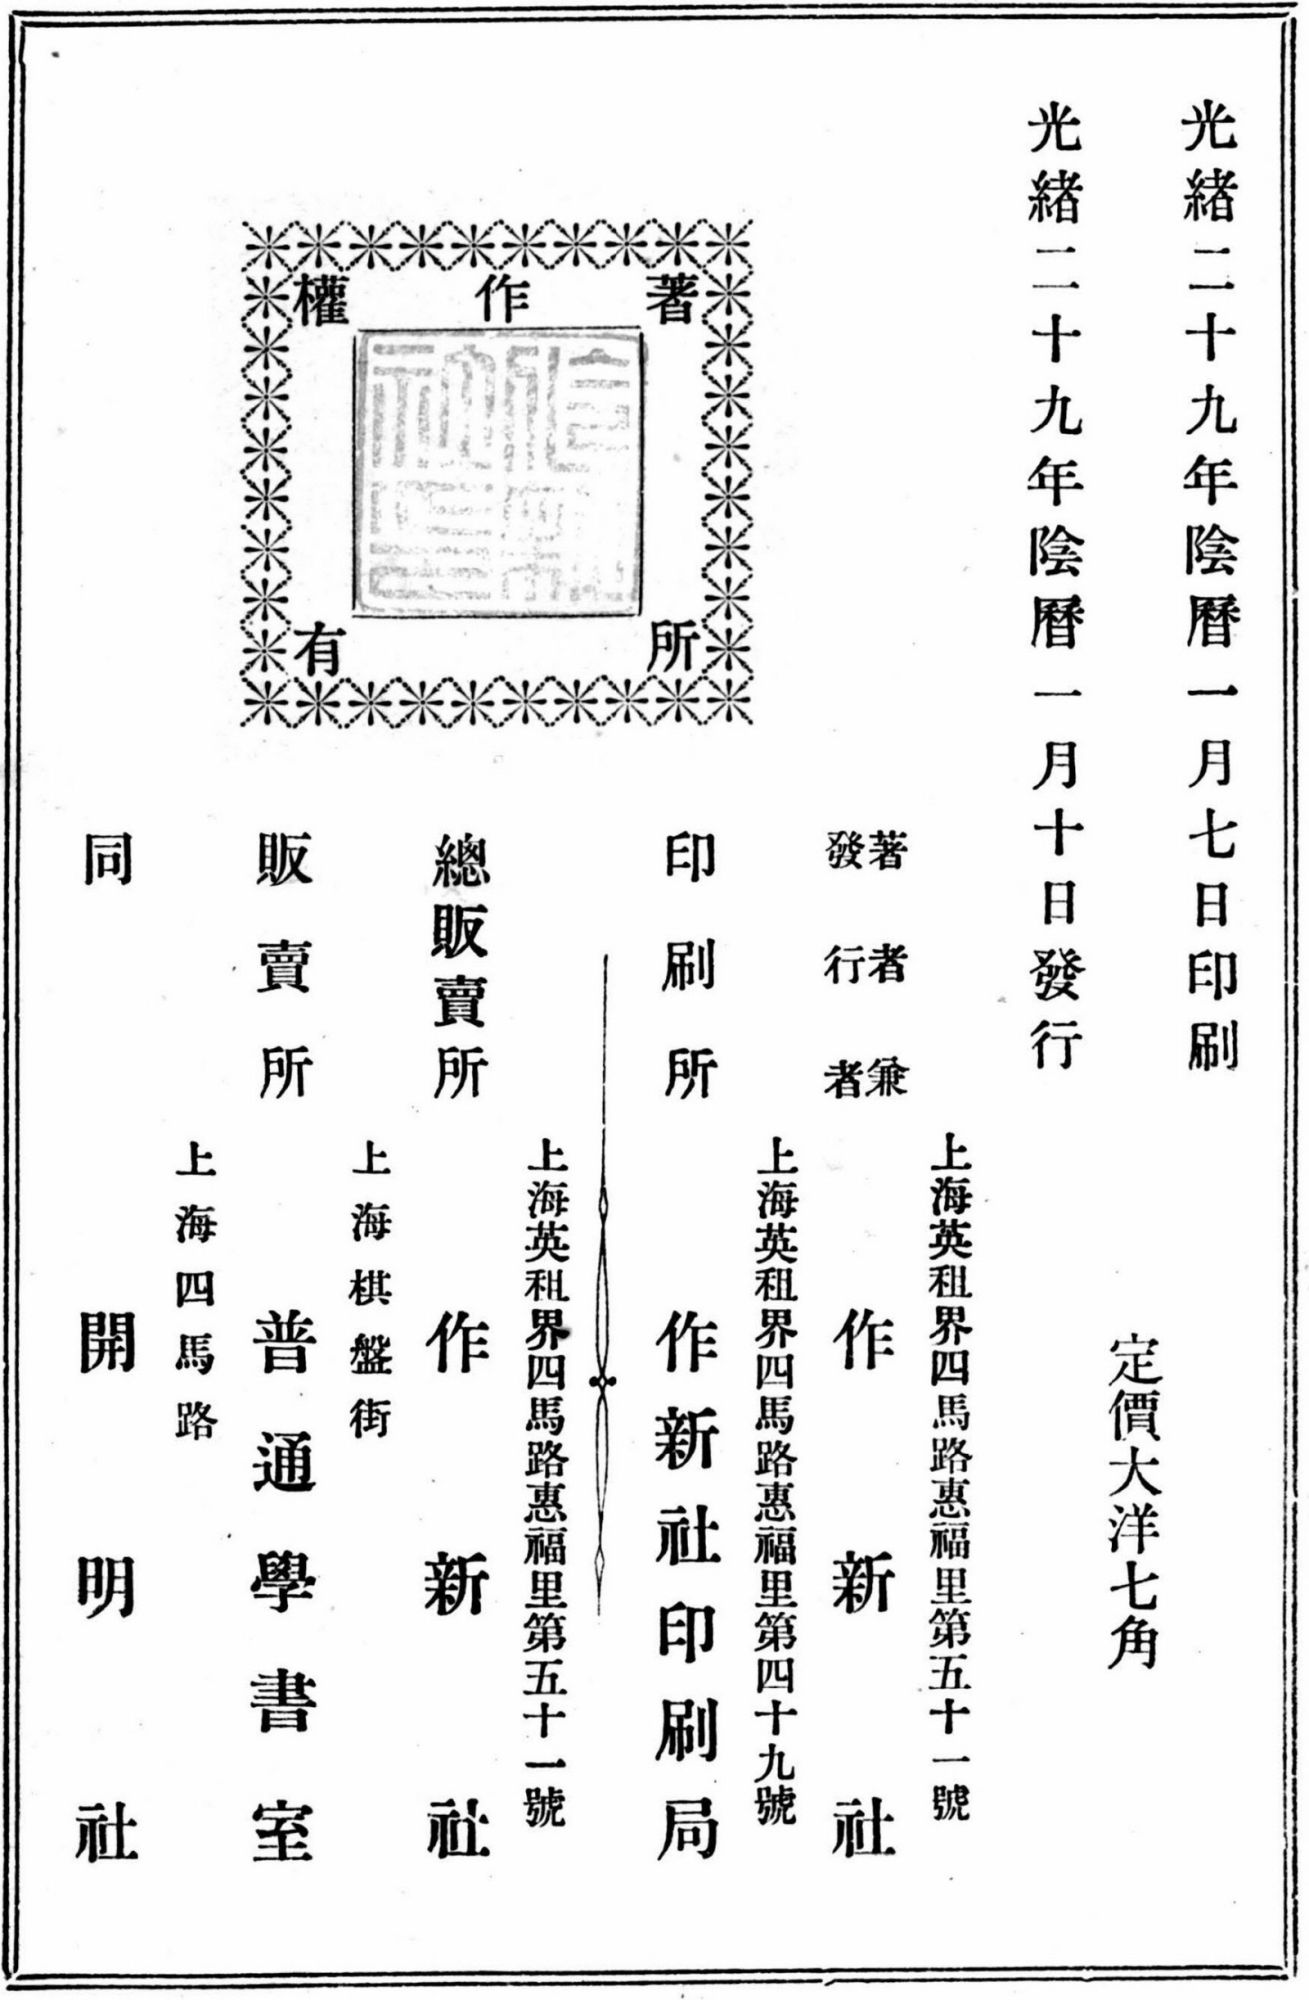 光緒二十九年陰曆一月七日印刷
光緒二十九年陰曆一月十日發行
定價大洋七角
著作權
所有
著者兼
發行者
上海英租界四馬路惠福里第五十一號
作新社
印刷所
上海英租界四馬路惠福里第四十九號
作新社印刷局
總販賣所
上海英租界四馬路惠福里第五十一號
作新社
販賣所
上海棋盤街
普通學書室
同
上海四馬路
開明社